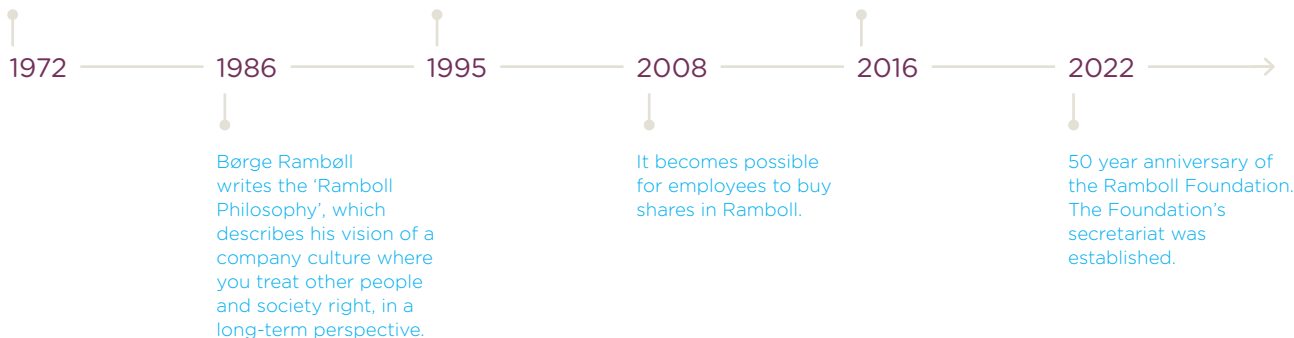 1972
1986
1995
2008
2016
2022
Børge Rambøll
writes the ‘Ramboll
Philosophy’, which
describes his vision of a
company culture where
you treat other people
and society right, in a
long-term perspective.
It becomes possible
for employees to buy
shares in Ramboll.
50 year anniversary of
the Ramboll Foundation.
The Foundation’s
secretariat was
established.